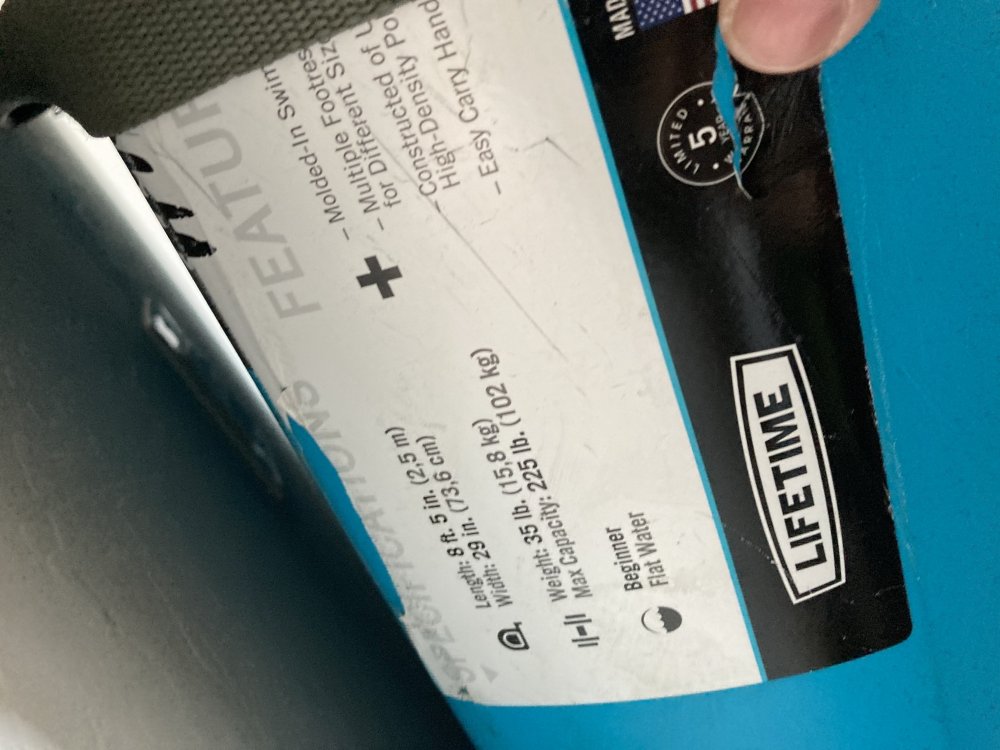 SPECIFICATIONS
Length: 8 ft. 5 in. (2,5 m)
Width: 29 in. (73,6 cm)
Weight: 35 lb. (15,8 kg)
Max Capacity: 225 lb. (102 kg)
Beginner
Flat Water
FEATUR
– Molded-In Swim
– Multiple Footres
for Different Siz
– Constructed of U
High-Density Po
– Easy Carry Hand
LIFETIME
LIMITED
5
MAD